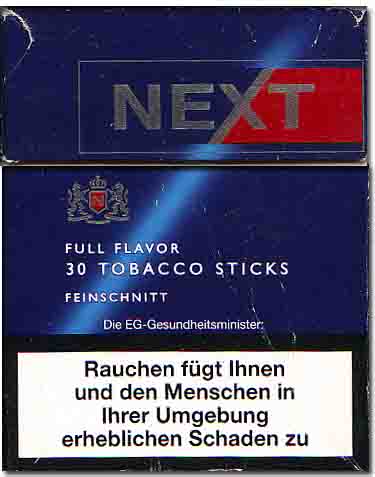 NEXT
N
FULL FLAVOR
30 TOBACCO STICKS
FEINSCHNITT
Die EG-Gesundheitsminister:
Rauchen fügt Ihnen
und den Menschen in
Ihrer Umgebung
erheblichen Schaden zu